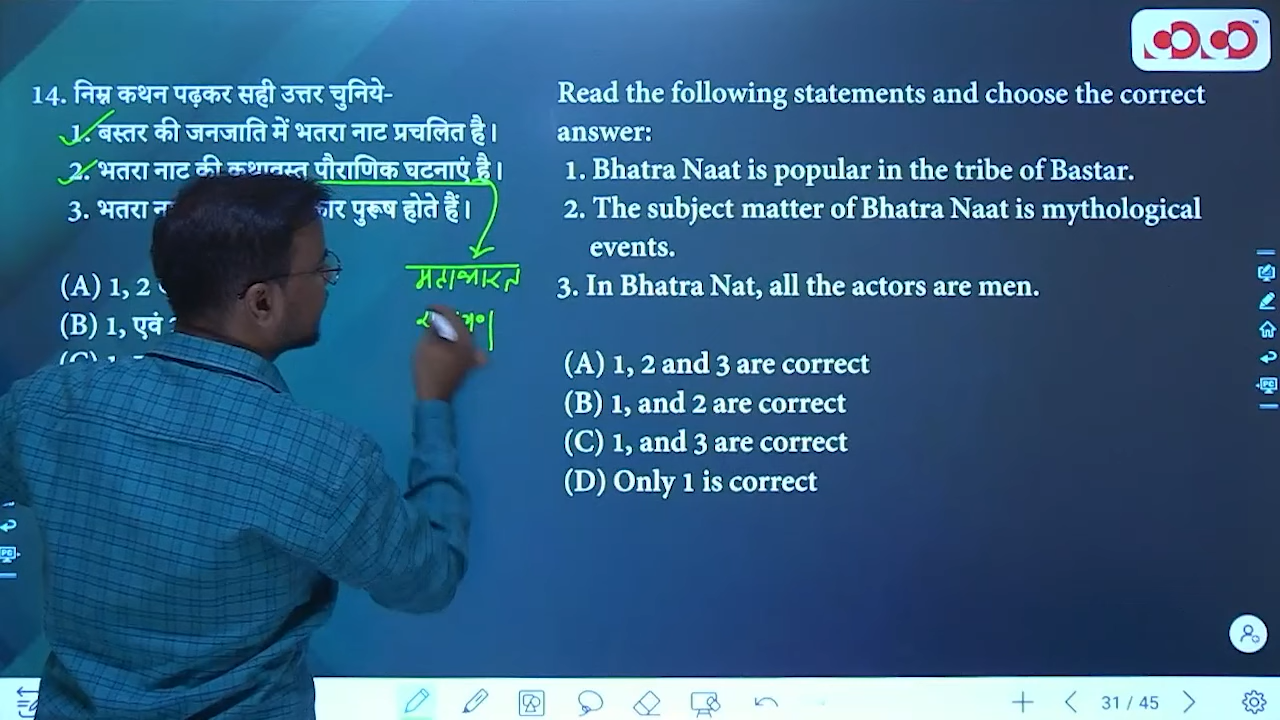 14. निम्न कथन पढ़कर सही उत्तर चुनिये-
1. बस्तर की जनजाति में भतरा नाट प्रचलित है।
2. भतरा नाट की कथावस्तु पौराणिक घटनाएं है।
3. भतरा पुरूष होते हैं।
महाभारत
(A) 1, 2
(B) 1, एवं
(C) 1,
Read the following statements and choose the correct
answer:
1. Bhatra Naat is popular in the tribe of Bastar.
2. The subject matter of Bhatra Naat is mythological
events.
3. In Bhatra Nat, all the actors are men.
(A) 1, 2 and 3 are correct
(B) 1, and 2 are correct
(C) 1, and 3 are correct
(D) Only 1 is correct
31 / 45